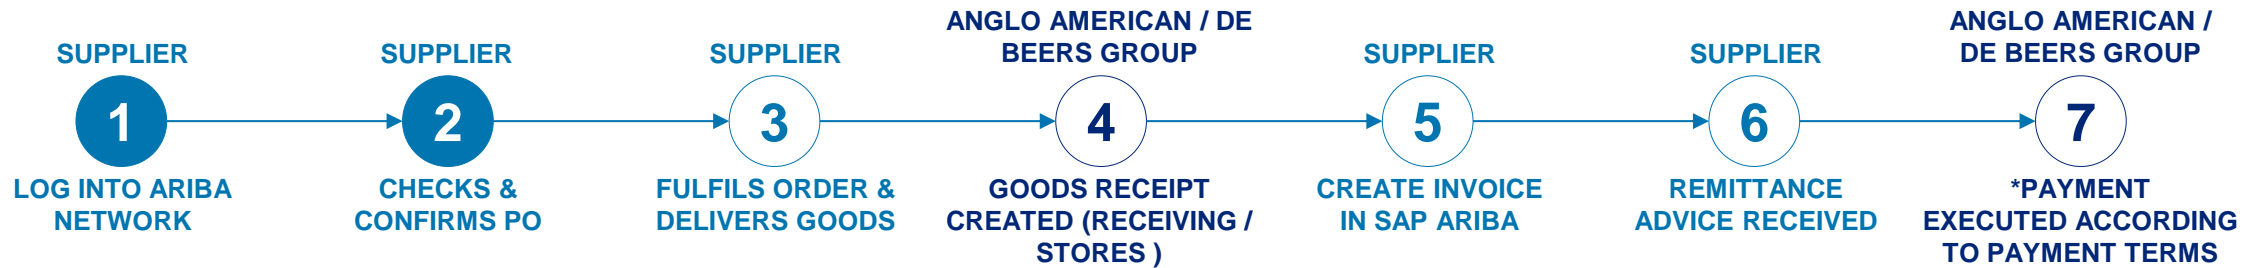 SUPPLIER
1
LOG INTO ARIBA
NETWORK
SUPPLIER
2
CHECKS &
CONFIRMS PO
SUPPLIER
3
FULFILS ORDER &
DELIVERS GOODS
ANGLO AMERICAN / DE
BEERS GROUP
4
GOODS RECEIPT
CREATED (RECEIVING /
STORES )
SUPPLIER
5
CREATE INVOICE
IN SAP ARIBA
SUPPLIER
6
REMITTANCE
ADVICE RECEIVED
ANGLO AMERICAN /
DE BEERS GROUP
7
*PAYMENT
EXECUTED ACCORDING
TO PAYMENT TERMS